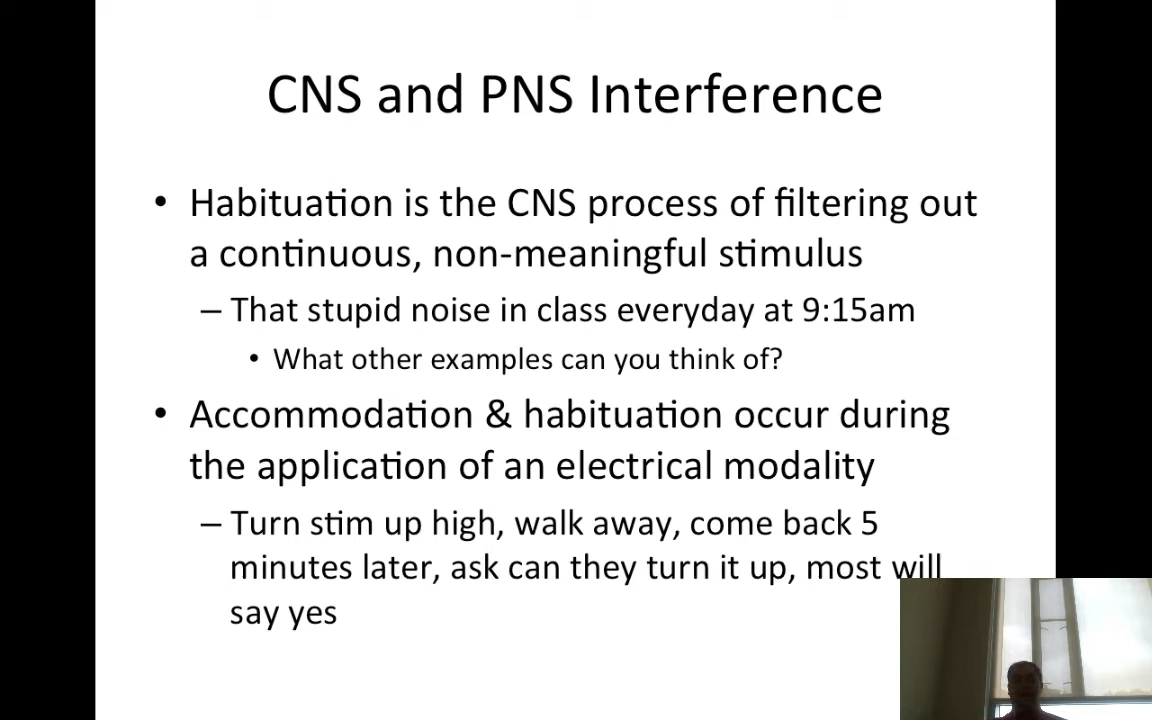 CNS and PNS Interference
• Habituation is the CNS process of filtering out
a continuous, non-meaningful stimulus
– That stupid noise in class everyday at 9:15am
• What other examples can you think of?
• Accommodation & habituation occur during
the application of an electrical modality
– Turn stim up high, walk away, come back 5
minutes later, ask can they turn it up, most will
say yes